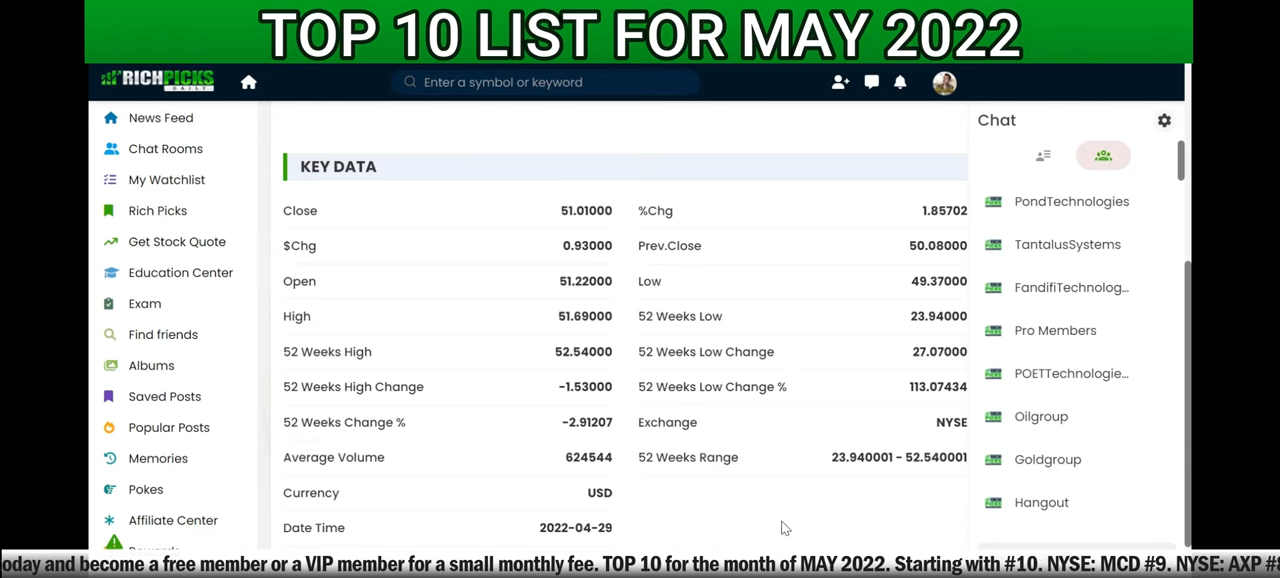 TOP 10 LIST FOR MAY 2022
RICHPICKS
DAILY
Enter a symbol or keyword
News Feed
Chat Rooms
My Watchlist
Rich Picks
Get Stock Quote
Education Center
Exam
Find friends
Albums
Saved Posts
Popular Posts
Memories
Pokes
Affiliate Center
KEY DATA
Close 51.01000 %Chg 1.85702
$Chg 0.93000 Prev.Close 50.08000
Open 51.22000 Low 49.37000
High 51.69000 52 Weeks Low 23.94000
52 Weeks High 52.54000 52 Weeks Low Change 27.07000
52 Weeks High Change -1.53000 52 Weeks Low Change % 113.07434
52 Weeks Change % -2.91207 Exchange NYSE
Average Volume 624544 52 Weeks Range 23.940001 - 52.540001
Currency USD
Date Time 2022-04-29
Chat
PondTechnologies
TantalusSystems
FandifiTechnolog...
Pro Members
POETTechnologie...
Oilgroup
Goldgroup
Hangout
oday and become a free member or a VIP member for a small monthly fee. TOP 10 for the month of MAY 2022. Starting with #10. NYSE: MCD #9. NYSE: AXP #8